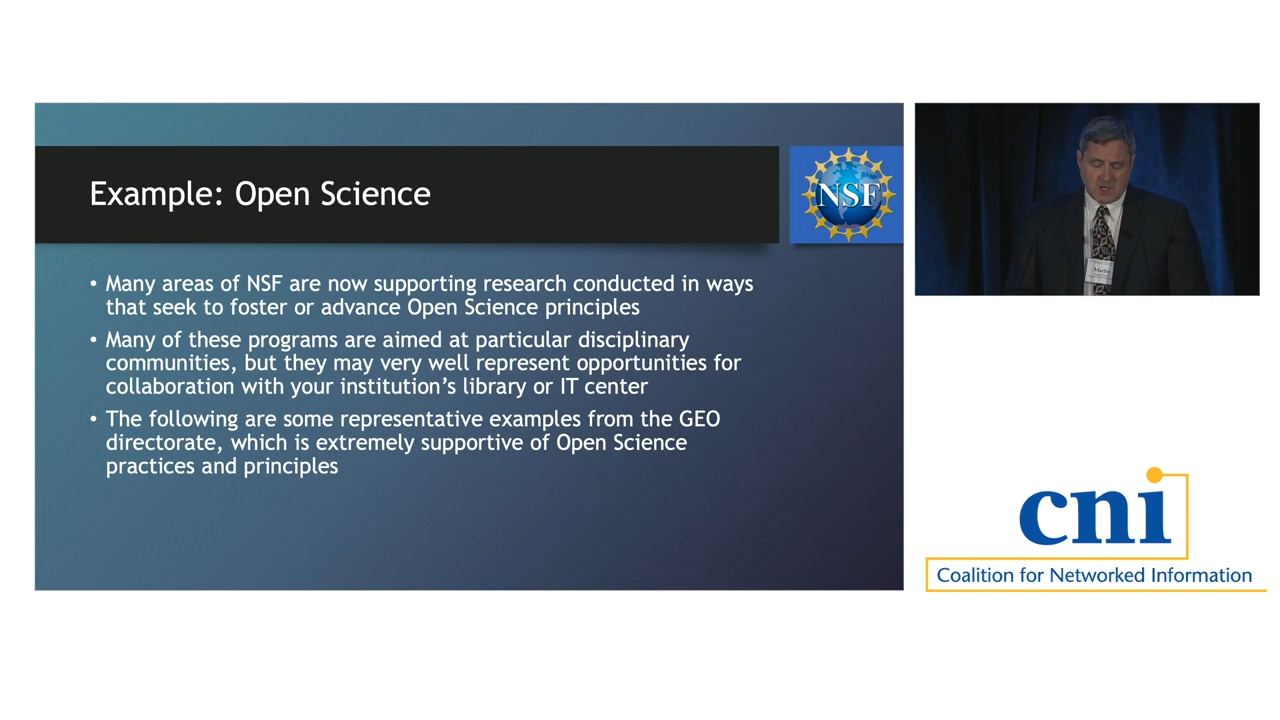 Example: Open Science
NSF
• Many areas of NSF are now supporting research conducted in ways
that seek to foster or advance Open Science principles
• Many of these programs are aimed at particular disciplinary
communities, but they may very well represent opportunities for
collaboration with your institution's library or IT center
• The following are some representative examples from the GEO
directorate, which is extremely supportive of Open Science
practices and principles
Martin
cni
Coalition for Networked Information